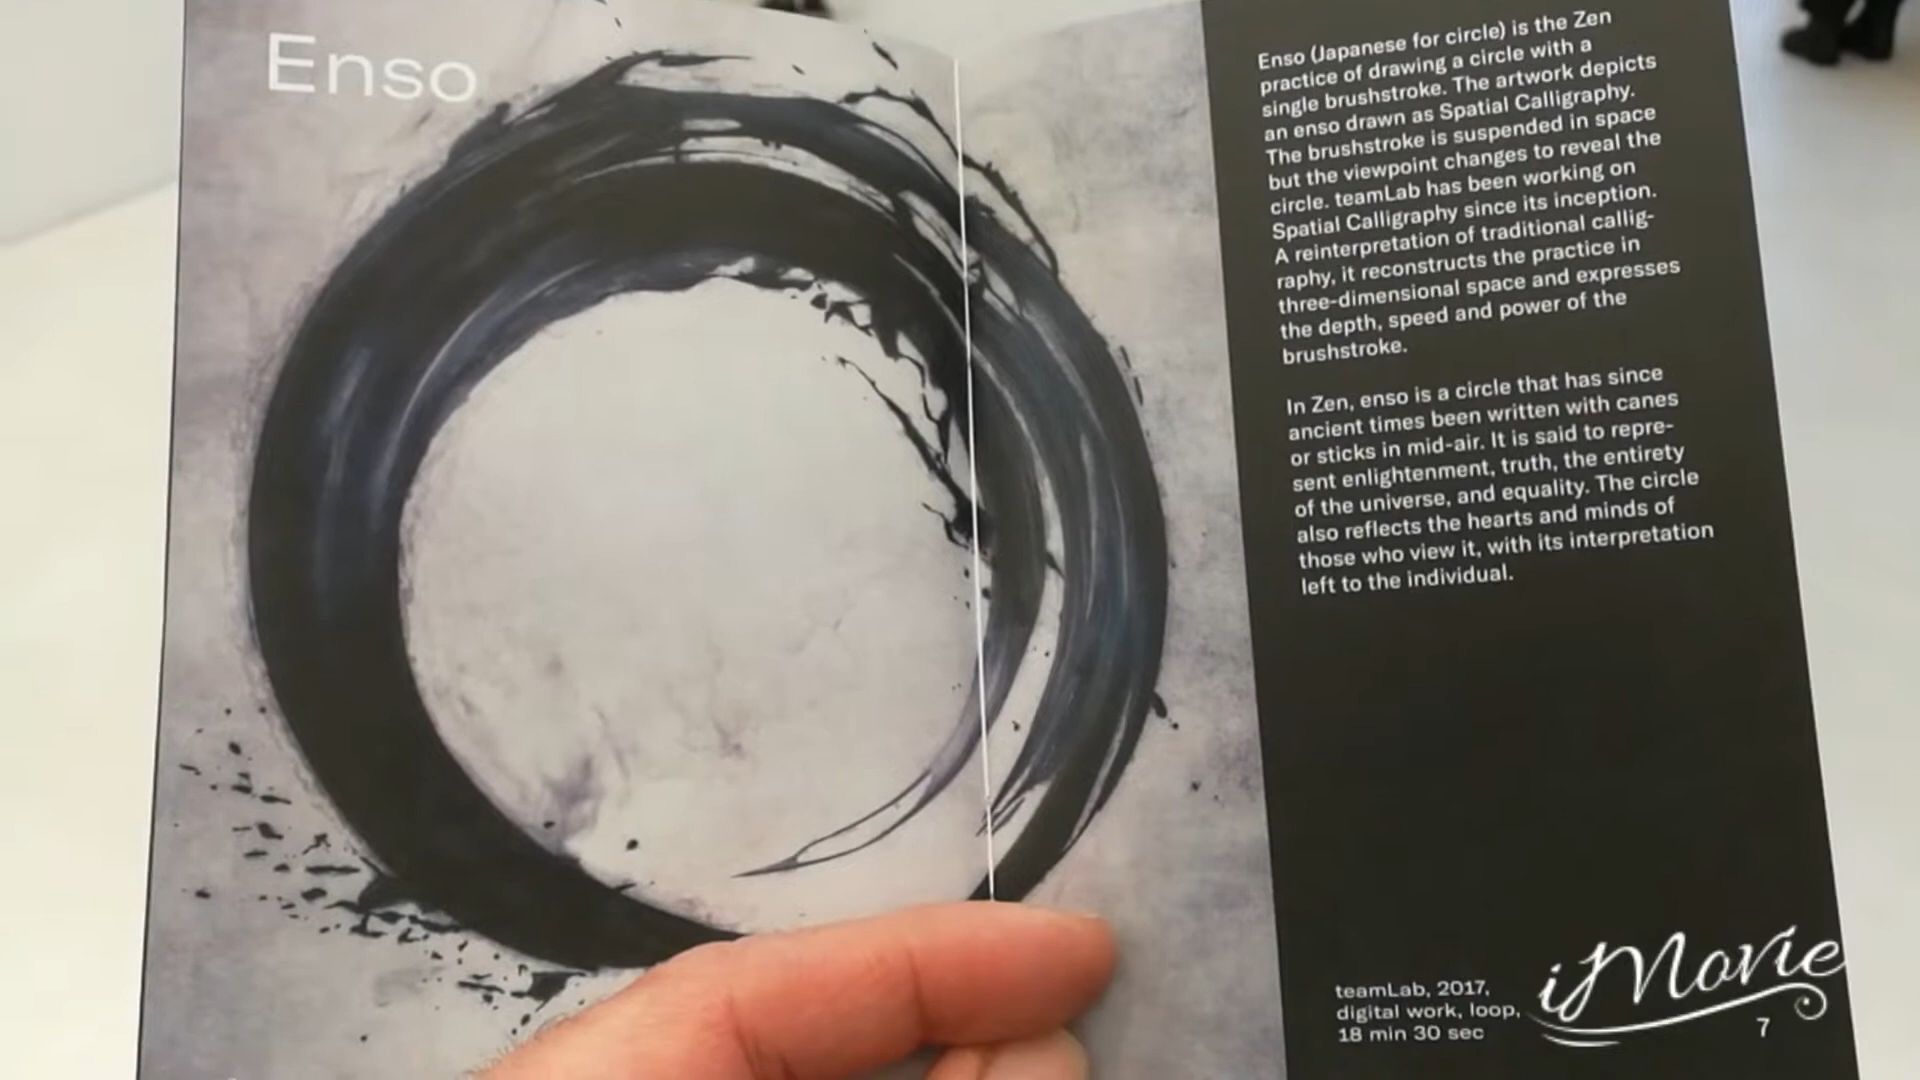 Enso
Enso (Japanese for circle) is the Zen
practice of drawing a circle with a
single brushstroke. The artwork depicts
an enso drawn as Spatial Calligraphy.
The brushstroke is suspended in space
but the viewpoint changes to reveal the
circle. teamLab has been working on
Spatial Calligraphy since its inception.
A reinterpretation of traditional callig-
raphy, it reconstructs the practice in
three-dimensional space and expresses
the depth, speed and power of the
brushstroke.
In Zen, enso is a circle that has since
ancient times been written with canes
or sticks in mid-air. It is said to repre-
sent enlightenment, truth, the entirety
of the universe, and equality. The circle
also reflects the hearts and minds of
those who view it, with its interpretation
left to the individual.
teamLab, 2017,
digital work, loop,
18 min 30 sec
iMovie
7